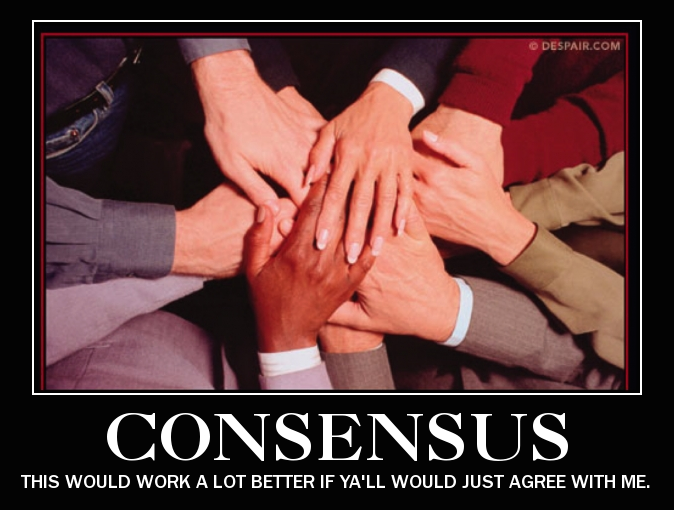 © DESPAIR.COM
CONSENSUS
THIS WOULD WORK A LOT BETTER IF YA'LL WOULD JUST AGREE WITH ME.